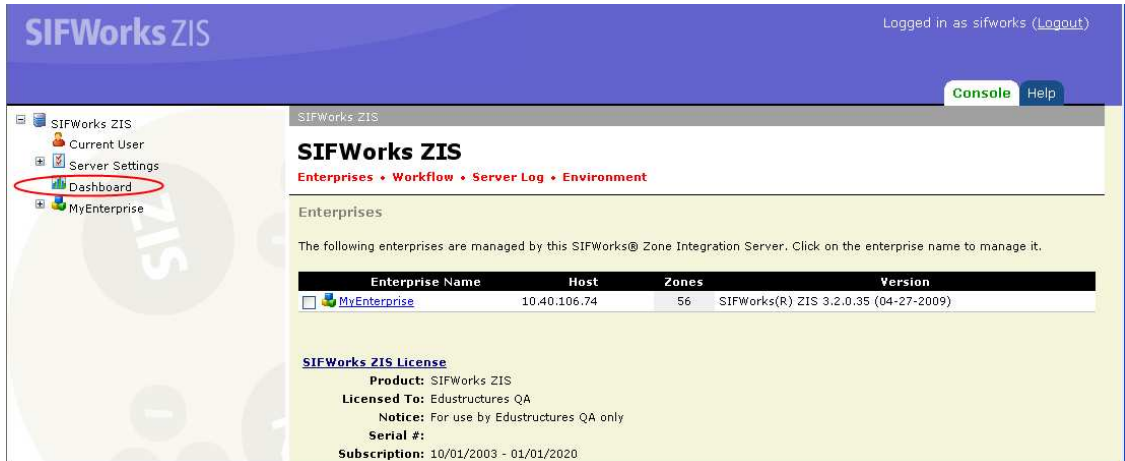 SIFWorks ZIS
Logged in as sifworks (Logout)
Console Help
SIFWorks ZIS
Current User
Server Settings
Dashboard
MyEnterprise
ZIS
SIFWorks ZIS
SIFWorks ZIS
Enterprises • Workflow • Server Log • Environment
Enterprises
The following enterprises are managed by this SIFWorks® Zone Integration Server. Click on the enterprise name to manage it.
Enterprise Name Host Zones Version
MyEnterprise 10.40.106.74 56 SIFWorks(R) ZIS 3.2.0.35 (04-27-2009)
SIFWorks ZIS License
Product: SIFWorks ZIS
Licensed To: Edustructures QA
Notice: For use by Edustructures QA only
Serial #:
Subscription: 10/01/2003 - 01/01/2020